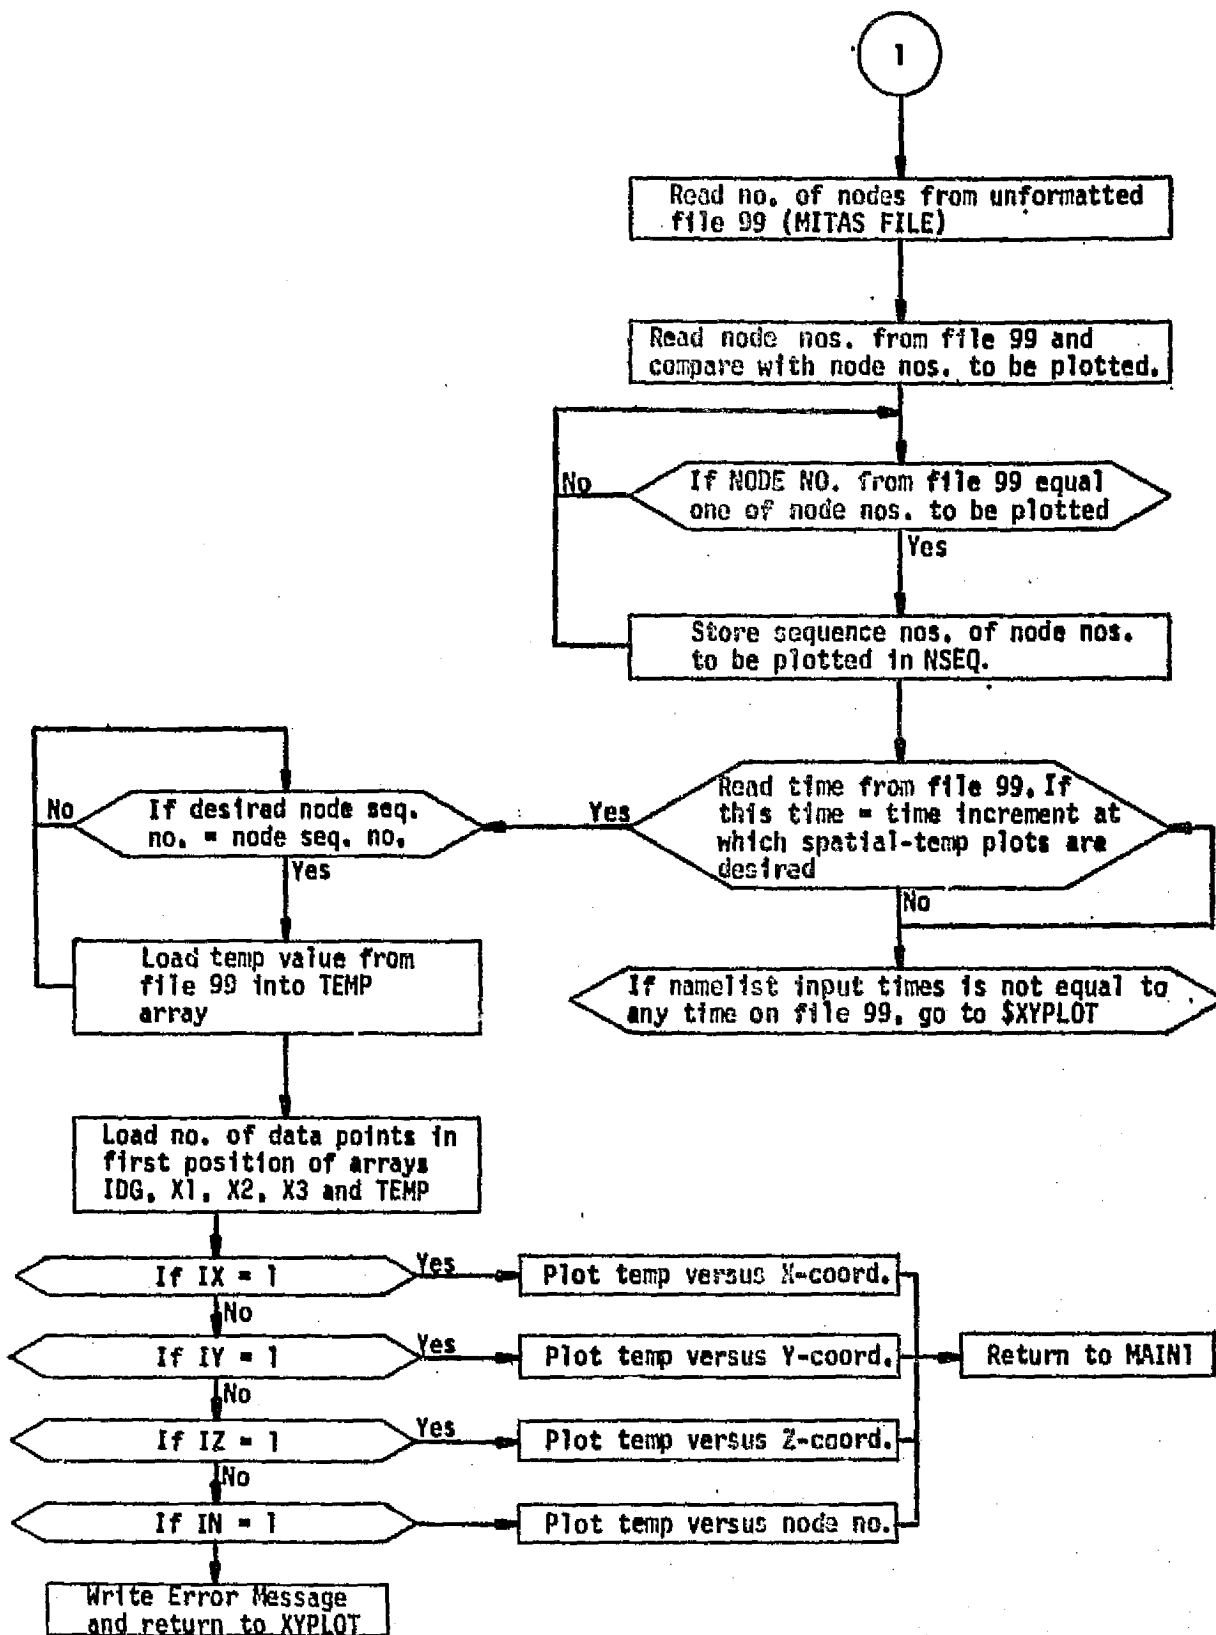 1
Read no. of nodes from unformatted
file 99 (MITAS FILE)
Read node nos. from file 99 and
compare with node nos. to be plotted.
No
If NODE NO. from file 99 equal
one of node nos. to be plotted
Yes
Store sequence nos. of node nos.
to be plotted in NSEQ.
Read time from file 99. If
this time = time increment at
which spatial-temp plots are
desired
Yes
No
If namelist input times is not equal to
any time on file 99, go to $XYPLOT
No
If desired node seq.
no. = node seq. no.
Yes
Load temp value from
file 99 into TEMP
array
Load no. of data points in
first position of arrays
IDG, X1, X2, X3 and TEMP
If IX = 1
Yes
Plot temp versus X-coord.
No
If IY = 1
Yes
Plot temp versus Y-coord.
Return to MAIN1
No
If IZ = 1
Yes
Plot temp versus Z-coord.
No
If IN = 1
Plot temp versus node no.
Write Error Message
and return to XYPLOT